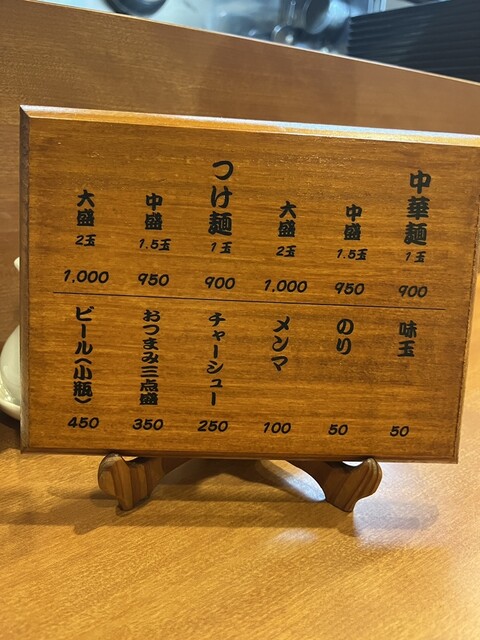 中華麺 1玉 900
中盛 1.5玉 950
大盛 2玉 1,000
つけ麺 1玉 900
中盛 1.5玉 950
大盛 2玉 1,000
味玉 50
のり 50
メンマ 100
チャーシュー 250
おつまみ三点盛 350
ビール(小瓶) 450